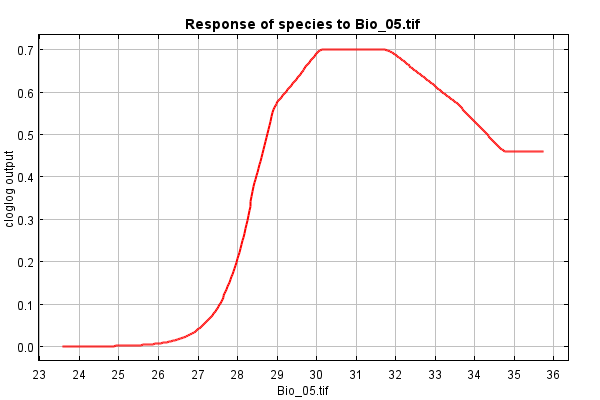 Response of species to Bio_05.tif
cloglog output
0.7
0.6
0.5
0.4
0.3
0.2
0.1
0.0
23 24 25 26 27 28 29 30 31 32 33 34 35 36
Bio_05.tif